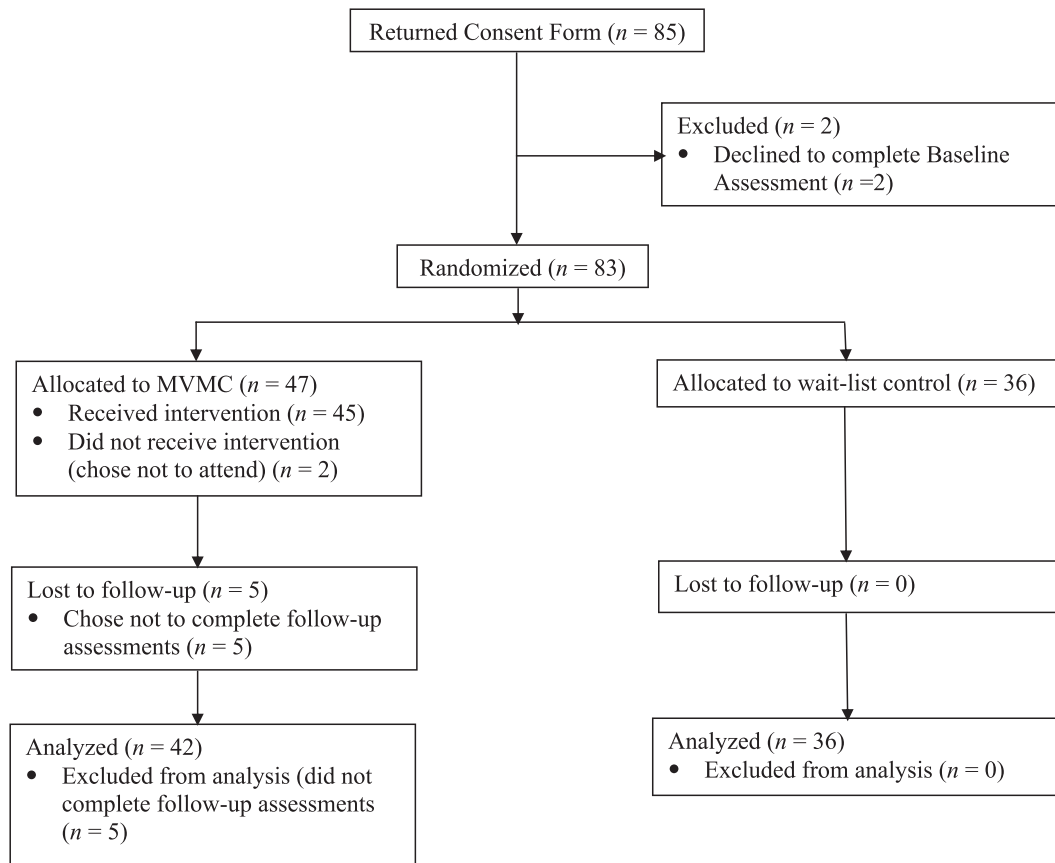 Returned Consent Form (n = 85)
Excluded (n = 2)
• Declined to complete Baseline
Assessment (n =2)
Randomized (n = 83)
Allocated to MVMC (n = 47)
• Received intervention (n = 45)
• Did not receive intervention
(chose not to attend) (n = 2)
Allocated to wait-list control (n = 36)
Lost to follow-up (n = 5)
• Chose not to complete follow-up
assessments (n = 5)
Lost to follow-up (n = 0)
Analyzed (n = 42)
• Excluded from analysis (did not
complete follow-up assessments
(n = 5)
Analyzed (n = 36)
• Excluded from analysis (n = 0)